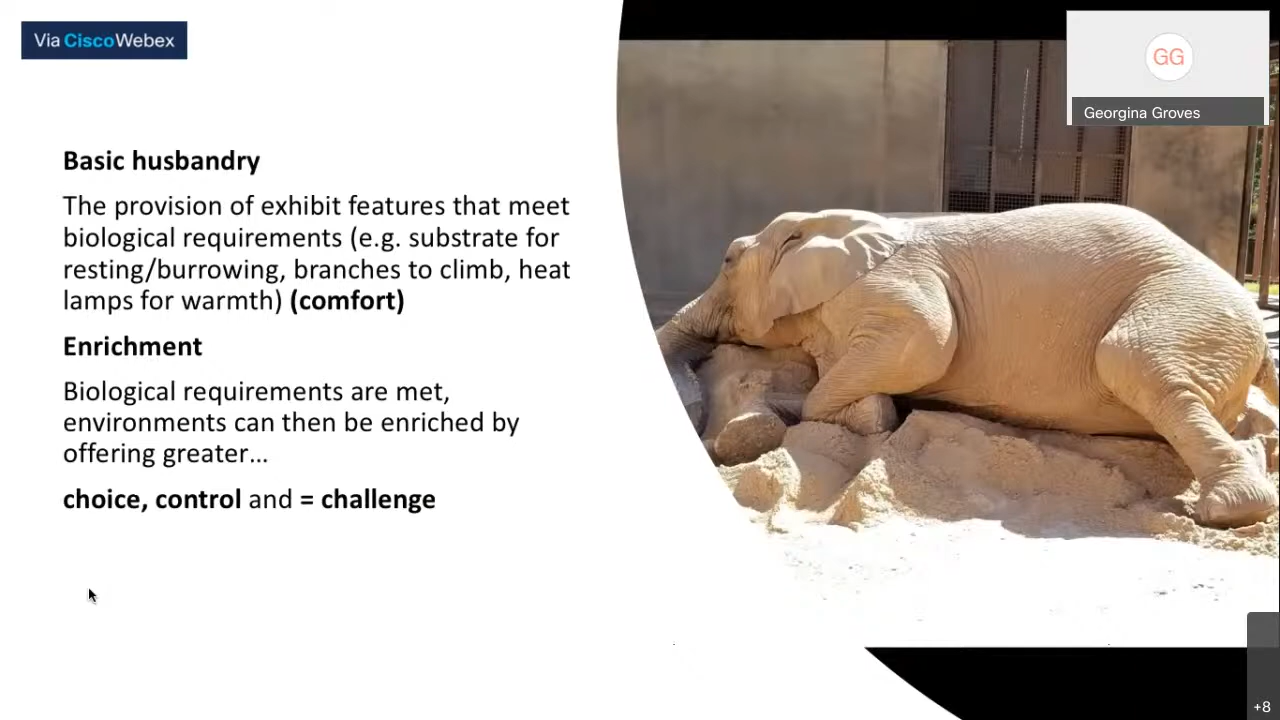 Via CiscoWebex
GG
Georgina Groves
Basic husbandry
The provision of exhibit features that meet
biological requirements (e.g. substrate for
resting/burrowing, branches to climb, heat
lamps for warmth) (comfort)
Enrichment
Biological requirements are met,
environments can then be enriched by
offering greater...
choice, control and = challenge
+8